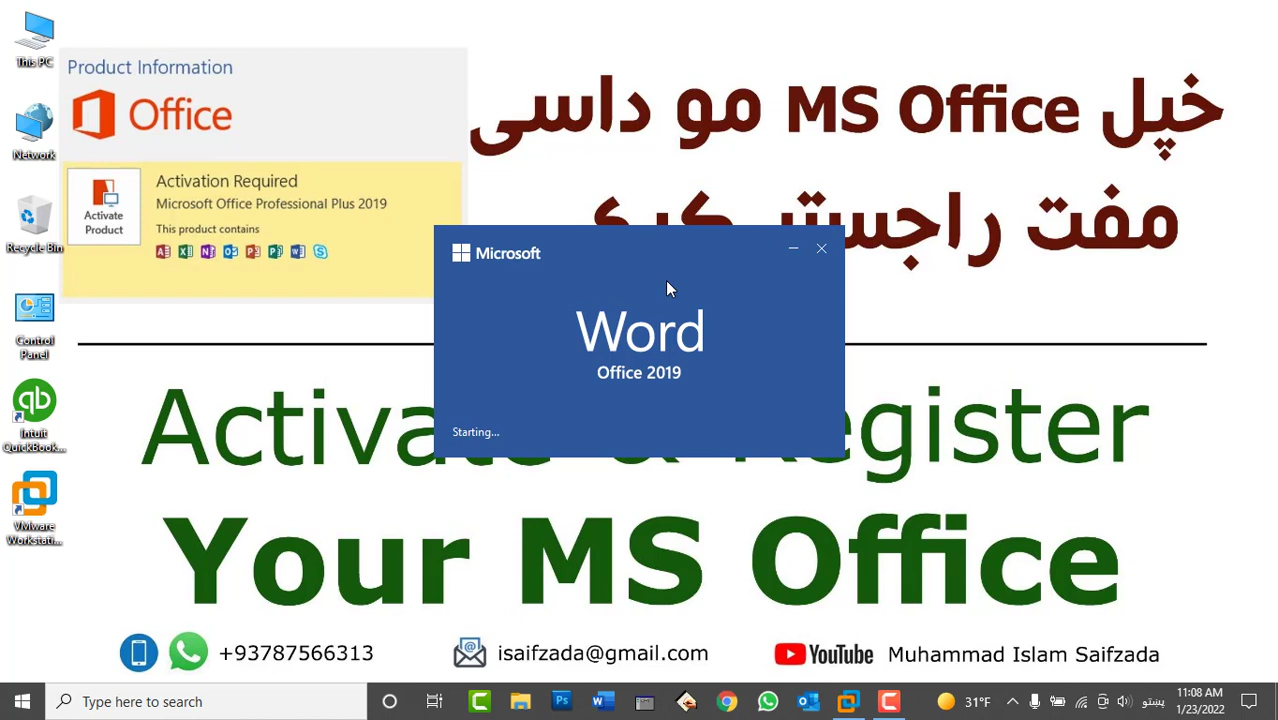 This PC
Network
Recycle Bin
Control
Panel
Intuit
QuickBook...
VMware
Workstati...
Product Information
Office
Activate
Product
Activation Required
Microsoft Office Professional Plus 2019
This product contains
خپل MS Office مو داسی
مفت راجستر کړی
Microsoft
Word
Office 2019
Starting...
Activa & Register
Your MS Office
+93787566313
isaifzada@gmail.com
YouTube
Muhammad Islam Saifzada
Type here to search
31°F
پښتو
11:08 AM
1/23/2022